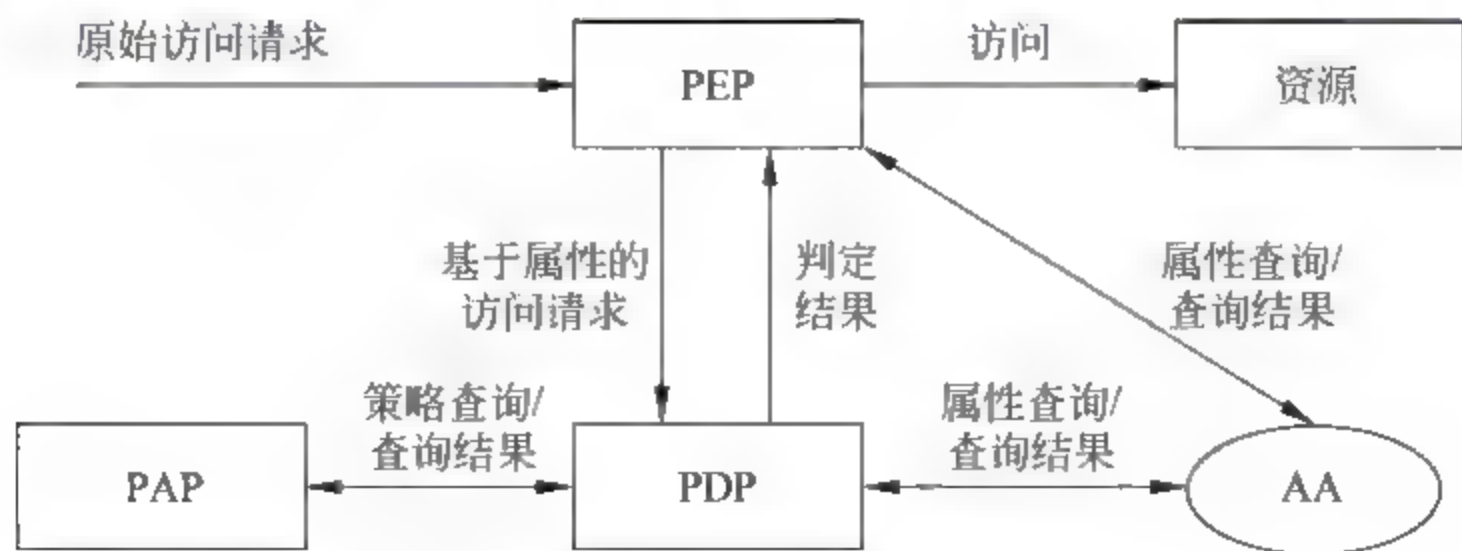 原始访问请求
PEP
访问
资源
基于属性的
访问请求
判定
结果
属性查询/
查询结果
策略查询/
查询结果
属性查询/
查询结果
PAP
PDP
AA